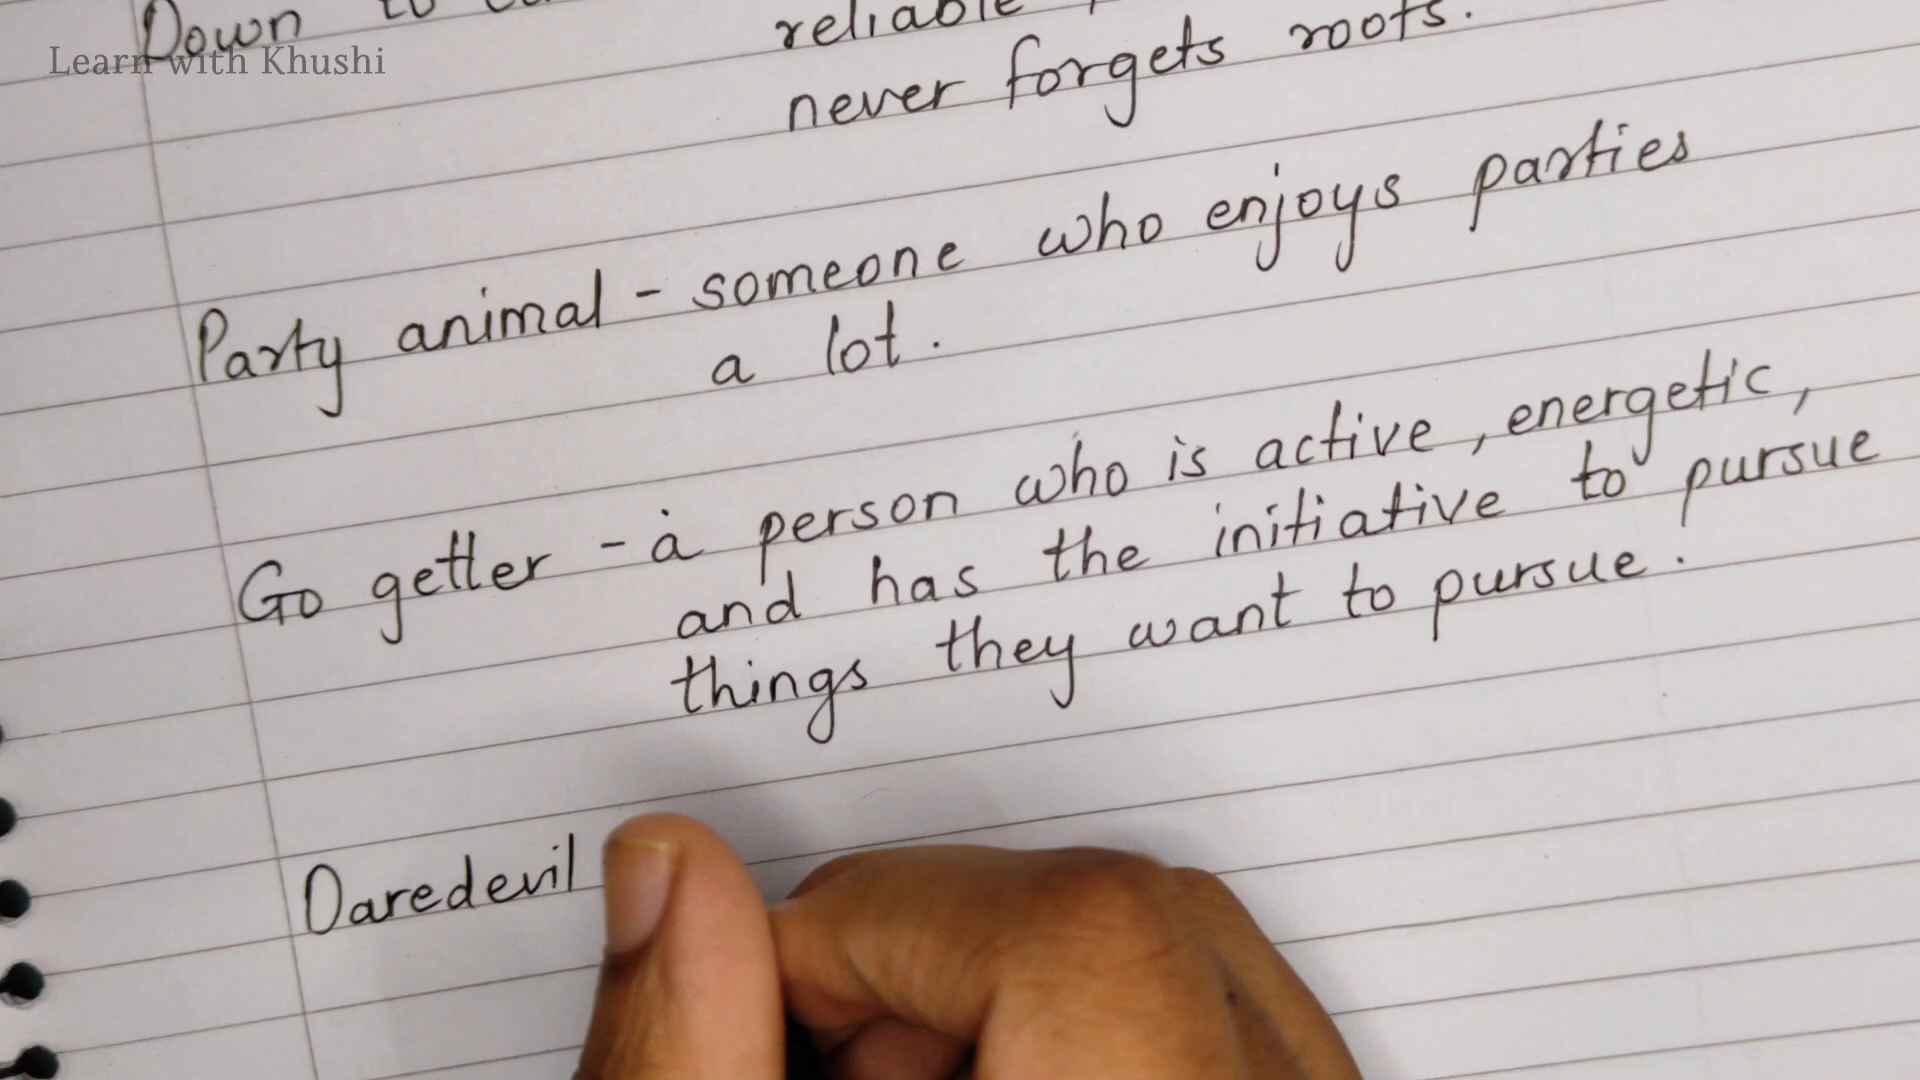 Down to
Learn with Khushi
reliable
never forgets roots.
Party animal - someone who enjoys parties
a lot.
Go getter - a person who is active, energetic,
and has the initiative to pursue
things they want to pursue.
Daredevil